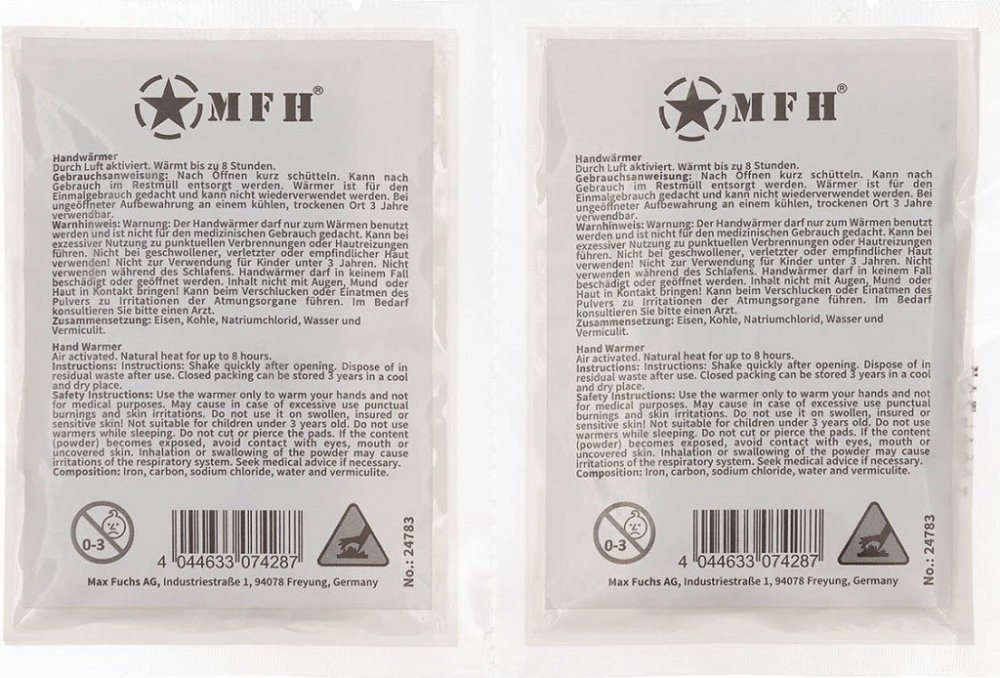 MFH®
Handwärmer
Durch Luft aktiviert. Wärmt bis zu 8 Stunden.
Gebrauchsanweisung: Nach Öffnen kurz schütteln. Kann nach
Gebrauch im Restmüll entsorgt werden. Wärmer ist für den
Einmalgebrauch gedacht und kann nicht wiederverwendet werden. Bei
ungeöffneter Aufbewahrung an einem kühlen, trockenen Ort 3 Jahre
verwendbar.
Warnhinweis: Warnung: Der Handwärmer darf nur zum Wärmen benutzt
werden und ist nicht für den medizinischen Gebrauch gedacht. Kann bei
exzessiver Nutzung zu punktuellen Verbrennungen oder Hautreizungen
führen. Nicht bei geschwollener, verletzter oder empfindlicher Haut
verwenden! Nicht zur Verwendung für Kinder unter 3 Jahren. Nicht
verwenden während des Schlafens. Handwärmer darf in keinem Fall
beschädigt oder geöffnet werden. Inhalt nicht mit Augen, Mund oder
Haut in Kontakt bringen! Kann beim Verschlucken oder Einatmen des
Pulvers zu Irritationen der Atmungsorgane führen. Im Bedarf
konsultieren Sie bitte einen Arzt.
Zusammensetzung: Eisen, Kohle, Natriumchlorid, Wasser und
Vermiculit.
Hand Warmer
Air activated. Natural heat for up to 8 hours.
Instructions: Instructions: Shake quickly after opening. Dispose of in
residual waste after use. Closed packing can be stored 3 years in a cool
and dry place.
Safety Instructions: Use the warmer only to warm your hands and not
for medical purposes. May cause in case of excessive use punctual
burnings and skin irritations. Do not use it on swollen, insured or
sensitive skin! Not suitable for children under 3 years old. Do not use
warmers while sleeping. Do not cut or pierce the pads. If the content
(powder) becomes exposed, avoid contact with eyes, mouth or
uncovered skin. Inhalation or swallowing of the powder may cause
irritations of the respiratory system. Seek medical advice if necessary.
Composition: Iron, carbon, sodium chloride, water and vermiculite.
0-3
4 044633 074287
No.: 24783
Max Fuchs AG, Industriestraße 1, 94078 Freyung, Germany
MFH®
Handwärmer
Durch Luft aktiviert. Wärmt bis zu 8 Stunden.
Gebrauchsanweisung: Nach Öffnen kurz schütteln. Kann nach
Gebrauch im Restmüll entsorgt werden. Wärmer ist für den
Einmalgebrauch gedacht und kann nicht wiederverwendet werden. Bei
ungeöffneter Aufbewahrung an einem kühlen, trockenen Ort 3 Jahre
verwendbar.
Warnhinweis: Warnung: Der Handwärmer darf nur zum Wärmen benutzt
werden und ist nicht für den medizinischen Gebrauch gedacht. Kann bei
exzessiver Nutzung zu punktuellen Verbrennungen oder Hautreizungen
führen. Nicht bei geschwollener, verletzter oder empfindlicher Haut
verwenden! Nicht zur Verwendung für Kinder unter 3 Jahren. Nicht
verwenden während des Schlafens. Handwärmer darf in keinem Fall
beschädigt oder geöffnet werden. Inhalt nicht mit Augen, Mund oder
Haut in Kontakt bringen! Kann beim Verschlucken oder Einatmen des
Pulvers zu Irritationen der Atmungsorgane führen. Im Bedarf
konsultieren Sie bitte einen Arzt.
Zusammensetzung: Eisen, Kohle, Natriumchlorid, Wasser und
Vermiculit.
Hand Warmer
Air activated. Natural heat for up to 8 hours.
Instructions: Instructions: Shake quickly after opening. Dispose of in
residual waste after use. Closed packing can be stored 3 years in a cool
and dry place.
Safety Instructions: Use the warmer only to warm your hands and not
for medical purposes. May cause in case of excessive use punctual
burnings and skin irritations. Do not use it on swollen, insured or
sensitive skin! Not suitable for children under 3 years old. Do not use
warmers while sleeping. Do not cut or pierce the pads. If the content
(powder) becomes exposed, avoid contact with eyes, mouth or
uncovered skin. Inhalation or swallowing of the powder may cause
irritations of the respiratory system. Seek medical advice if necessary.
Composition: Iron, carbon, sodium chloride, water and vermiculite.
0-3
4 044633 074287
No.: 24783
Max Fuchs AG, Industriestraße 1, 94078 Freyung, Germany